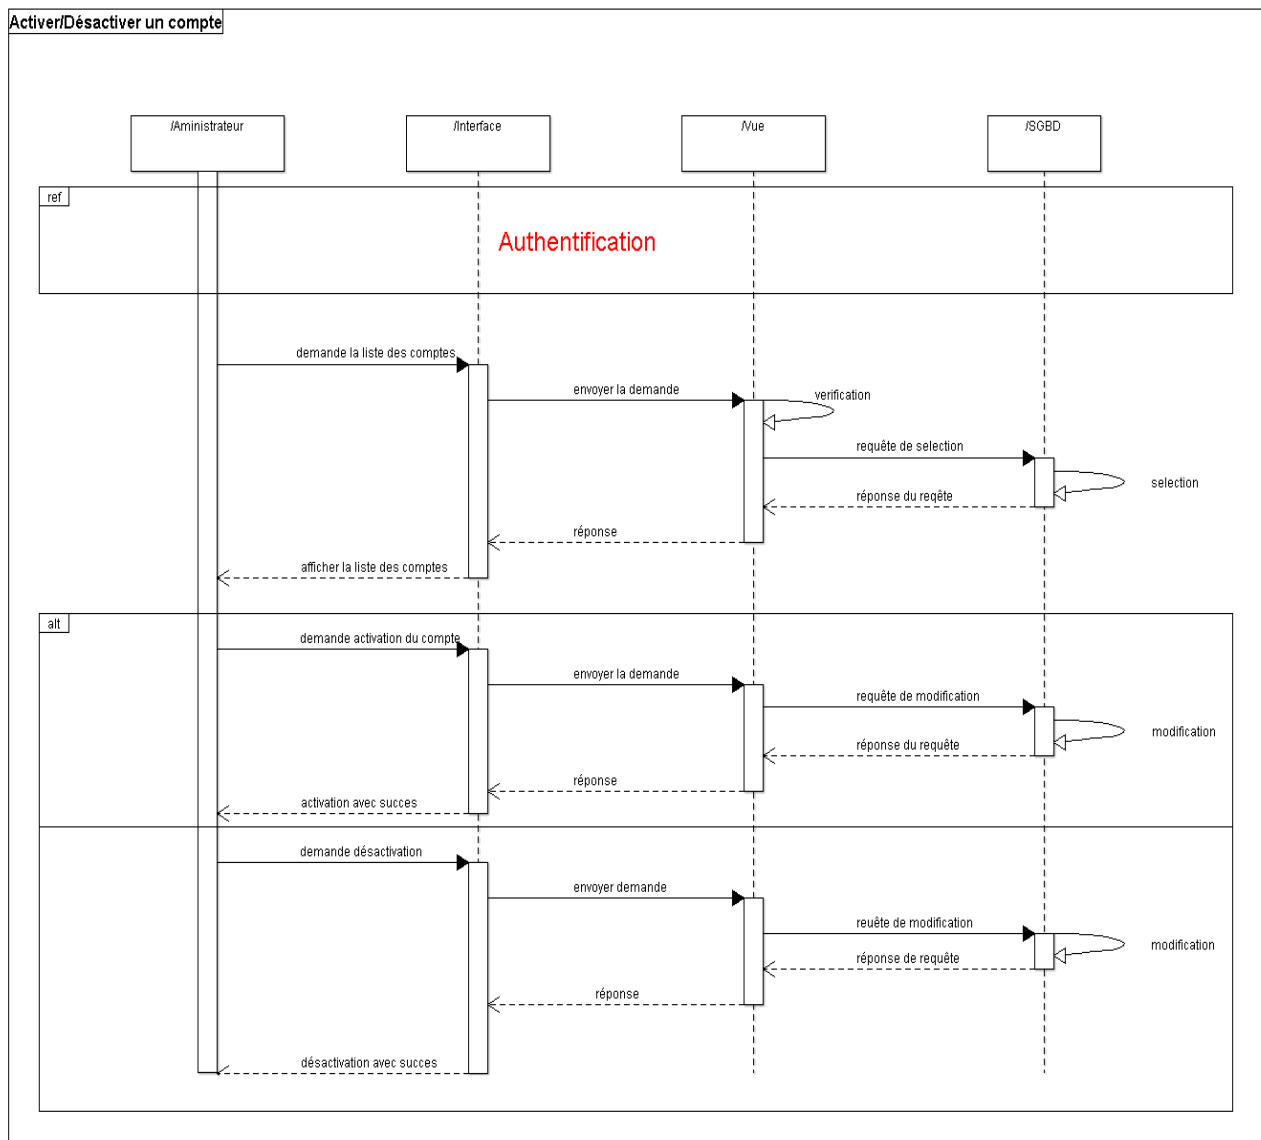 Activer/Désactiver un compte
/Aministrateur
/Interface
/Vue
/SGBD
ref
Authentification
demande la liste des comptes
envoyer la demande
verification
requête de selection
selection
réponse du reqête
réponse
afficher la liste des comptes
alt
demande activation du compte
envoyer la demande
requête de modification
modification
réponse du requête
réponse
activation avec succes
demande désactivation
envoyer demande
reuête de modification
modification
réponse de requête
réponse
désactivation avec succes